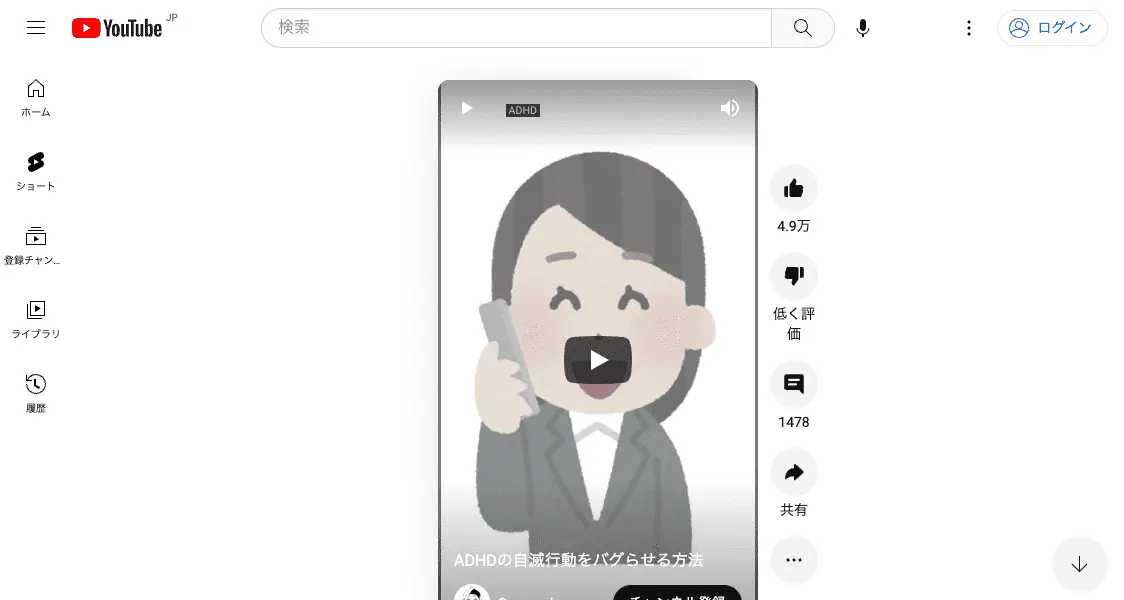 YouTube JP
検索
ログイン
ホーム
ショート
登録チャン...
ライブラリ
履歴
ADHD
4.9万
低く評
価
1478
共有
ADHDの自滅行動をバグらせる方法
チャンネル登録